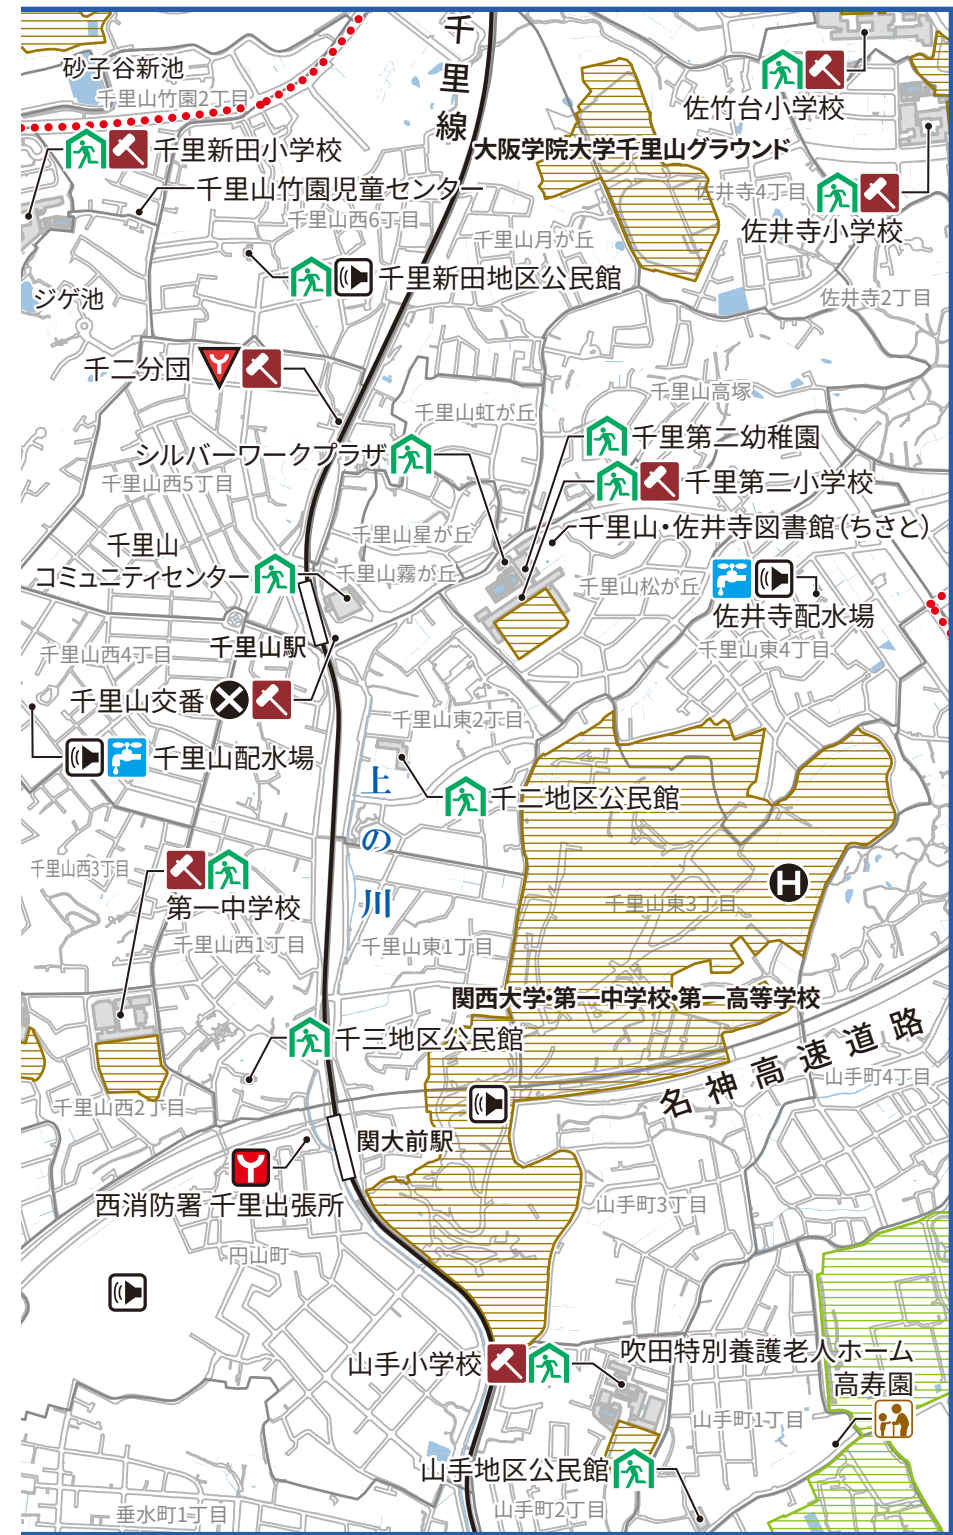 千里線
砂子谷新池
千里山竹園2丁目
佐竹台小学校
千里新田小学校
大阪学院大学千里山グラウンド
千里山竹園児童センター
佐井寺4丁目
千里山西6丁目
佐井寺小学校
千里山月が丘
千里新田地区公民館
ジゲ池
佐井寺2丁目
千二分団
千里山高塚
千里山虹が丘
千里第二幼稚園
シルバーワークプラザ
千里山西5丁目
千里第二小学校
千里山・佐井寺図書館(ちさと)
千里山星が丘
千里山
コミュニティセンター
千里山霧が丘
千里山松が丘
佐井寺配水場
千里山駅
千里山西4丁目
千里山東4丁目
千里山交番
千里山東2丁目
千里山配水場
上の川
千二地区公民館
千里山西3丁目
第一中学校
千里山東3丁目
千里山西1丁目
千里山東1丁目
関西大学・第一中学校・第一高等学校
千三地区公民館
名神高速道路
山手町4丁目
千里山西2丁目
関大前駅
西消防署 千里出張所
山手町3丁目
円山町
山手小学校
吹田特別養護老人ホーム
高寿園
山手町1丁目
山手地区公民館
山手町2丁目
垂水町1丁目
H